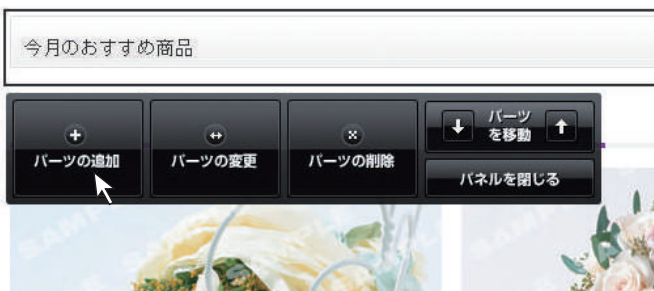 今月のおすすめ商品
パーツの追加
パーツの変更
パーツの削除
パーツ
を移動
パネルを閉じる